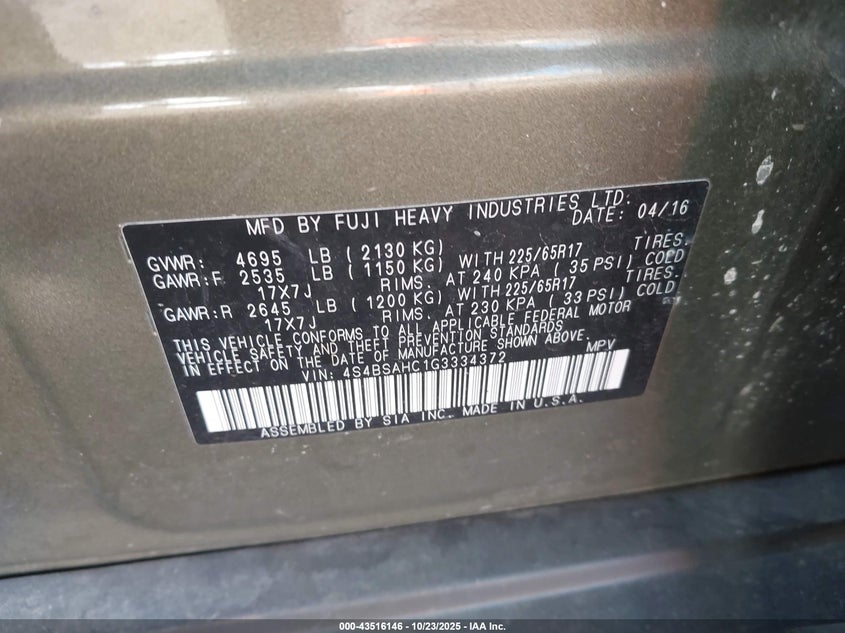 MFD BY FUJI HEAVY INDUSTRIES LTD.
DATE: 04/16
GVWR: 4695 LB (2130 KG)
GAWR:F 2535 LB (1150 KG) WITH 225/65R17 TIRES.
17X7J RIMS. AT 240 KPA (35 PSI) COLD
GAWR:R 2645 LB (1200 KG) WITH 225/65R17 TIRES.
17X7J RIMS. AT 230 KPA (33 PSI) COLD
THIS VEHICLE CONFORMS TO ALL APPLICABLE FEDERAL MOTOR
VEHICLE SAFETY AND THEFT PREVENTION STANDARDS
IN EFFECT ON THE DATE OF MANUFACTURE SHOWN ABOVE.
VIN: 4S4BSAHC1G3334372 MPV
ASSEMBLED BY SIA INC. MADE IN U.S.A.
000-43516146 - 10/23/2025 - IAA Inc.